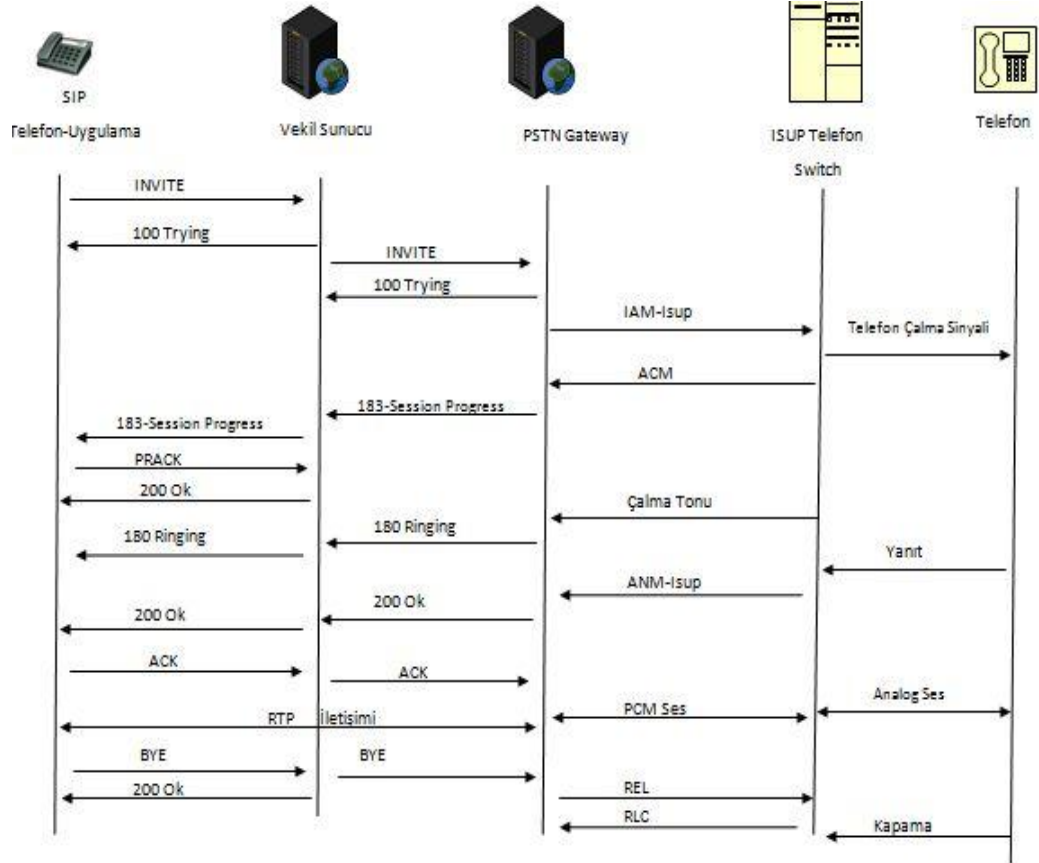 SIP
Telefon-Uygulama
Vekil Sunucu
PSTN Gateway
ISUP Telefon
Switch
Telefon
INVITE
100 Trying
INVITE
100 Trying
IAM-Isup
Telefon Çalma Sinyali
ACM
183-Session Progress
183-Session Progress
PRACK
200 Ok
Çalma Tonu
180 Ringing
180 Ringing
Yanıt
ANM-Isup
200 Ok
200 Ok
ACK
ACK
Analog Ses
PCM Ses
RTP İletişimi
BYE
BYE
200 Ok
REL
RLC
Kapama